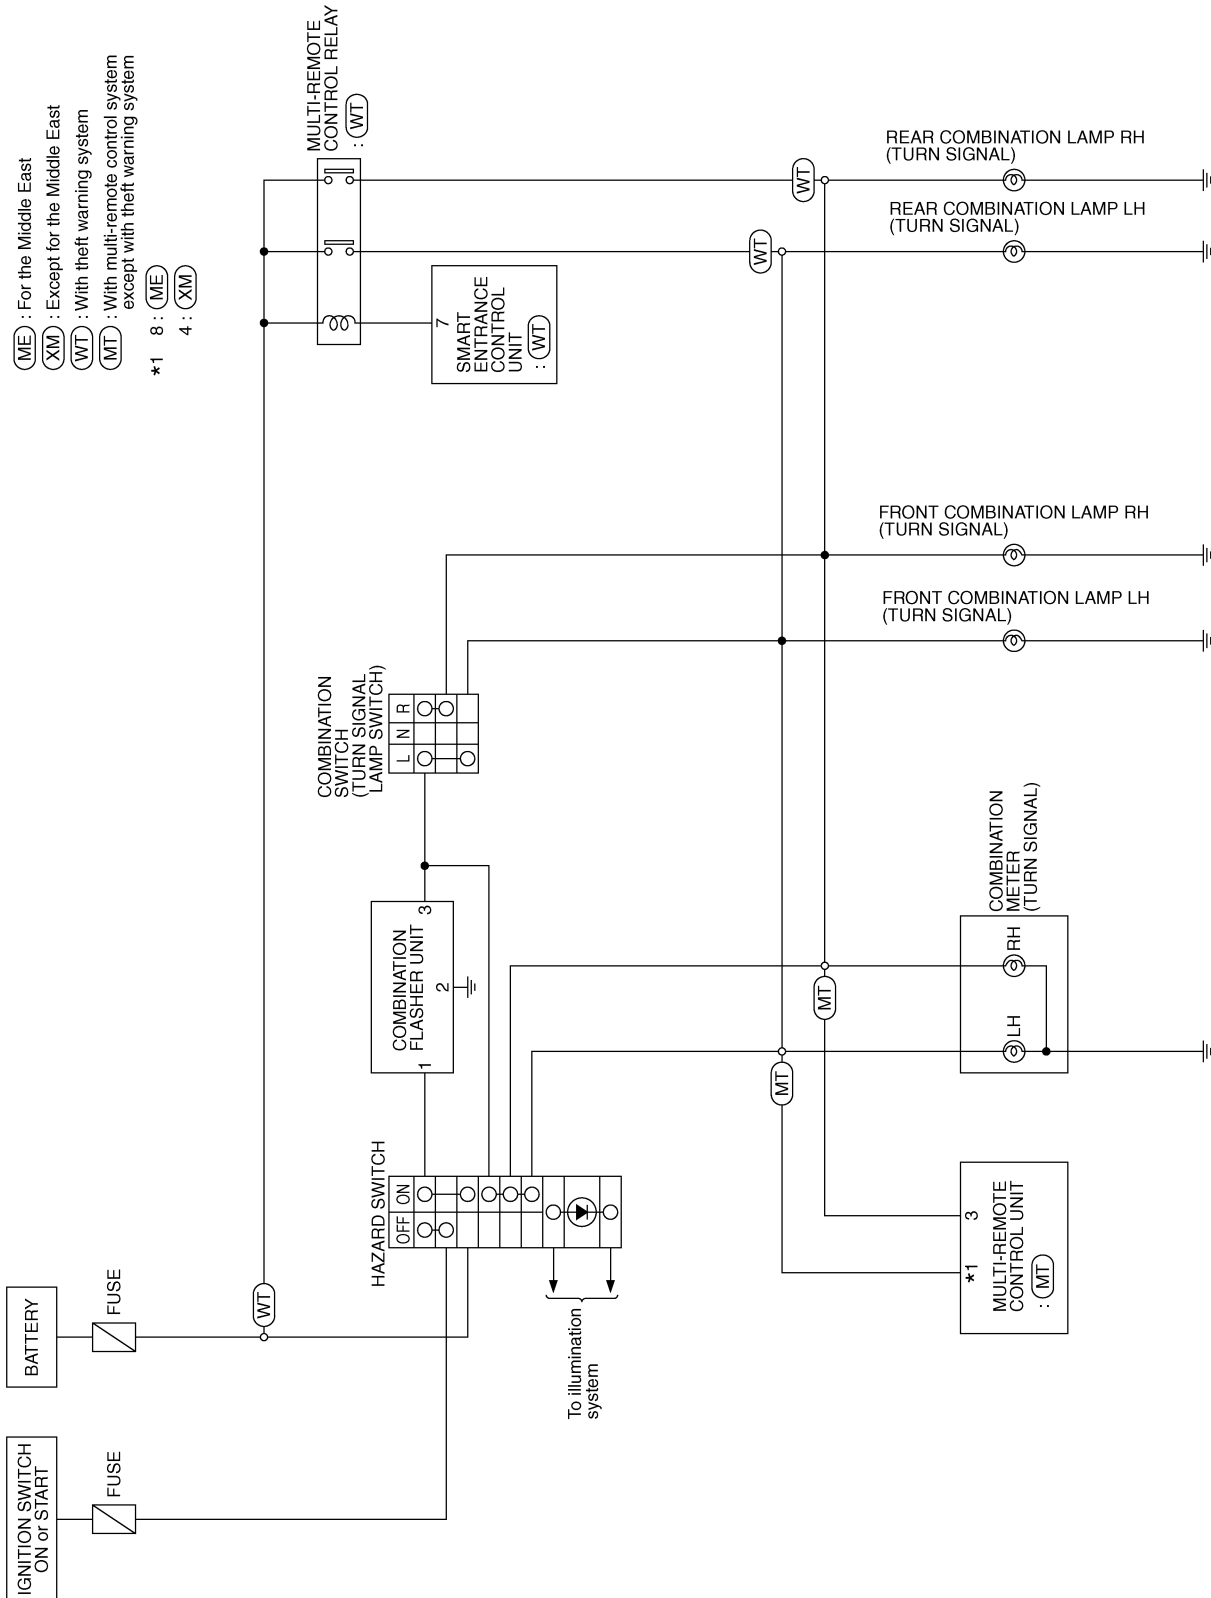 ME : For the Middle East
XM : Except for the Middle East
WT : With theft warning system
MT : With multi-remote control system
except with theft warning system
*1 8 : ME
4 : XM
MULTI-REMOTE
CONTROL RELAY
: WT
WT
REAR COMBINATION LAMP RH
(TURN SIGNAL)
WT
REAR COMBINATION LAMP LH
(TURN SIGNAL)
7
SMART
ENTRANCE
CONTROL
UNIT
: WT
FRONT COMBINATION LAMP RH
(TURN SIGNAL)
FRONT COMBINATION LAMP LH
(TURN SIGNAL)
COMBINATION
SWITCH
(TURN SIGNAL
LAMP SWITCH)
L N R
COMBINATION
FLASHER UNIT
1
2
3
COMBINATION
METER
(TURN SIGNAL)
LH
RH
MT
MT
HAZARD SWITCH
OFF ON
To illumination
system
MULTI-REMOTE
CONTROL UNIT
: MT
*1
3
BATTERY
FUSE
WT
IGNITION SWITCH
ON or START
FUSE